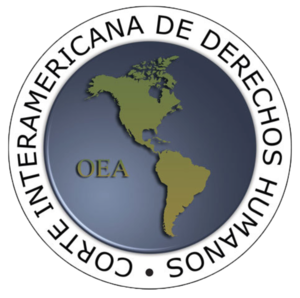 CORTE INTERAMERICANA DE DERECHOS HUMANOS •
OEA